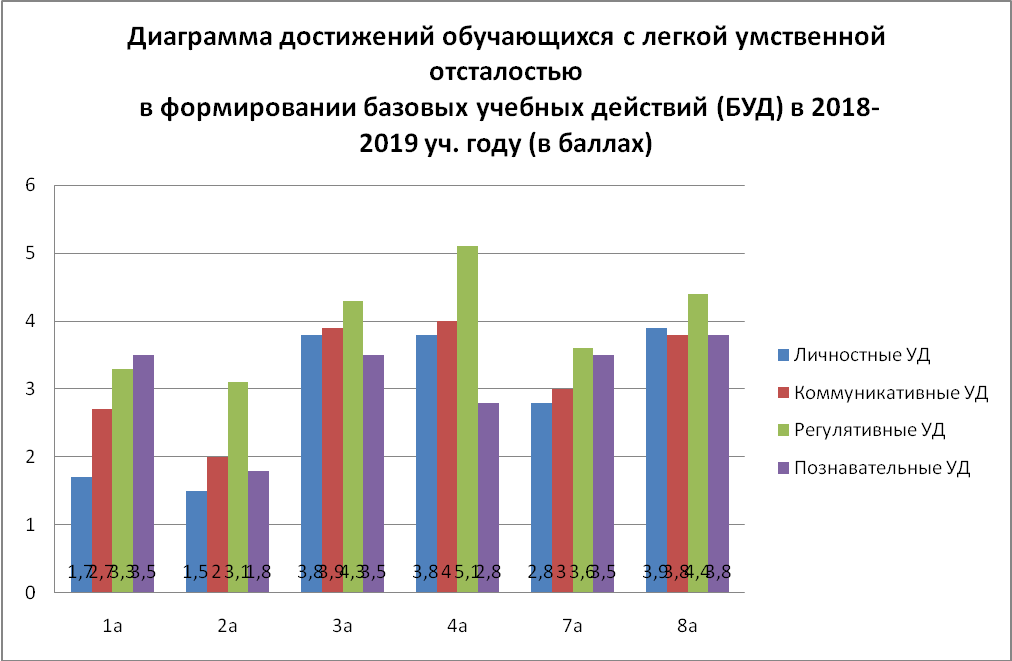 Диаграмма достижений обучающихся с легкой умственной
отсталостью
в формировании базовых учебных действий (БУД) в 2018-
2019 уч. году (в баллах)
6
5
4
3
2
1
0
1,7 2,7 3,3 3,5 1,5 2 3,1 1,8 3,8 3,9 4,3 3,5 3,8 4 5,1 2,8 2,8 3 3,6 3,5 3,9 3,8 4,4 3,8
1а 2а 3а 4а 7а 8а
Личностные УД
Коммуникативные УД
Регулятивные УД
Познавательные УД